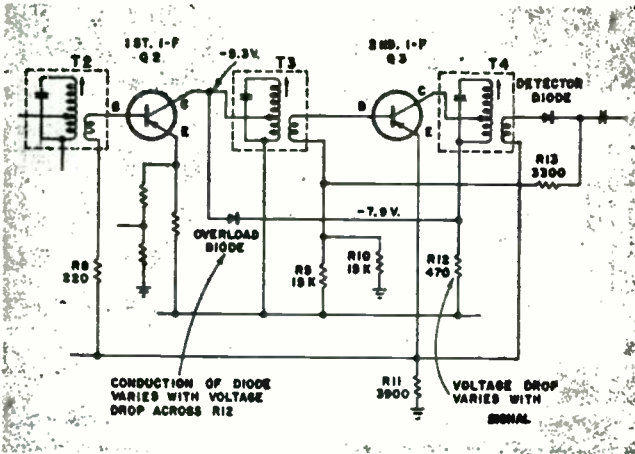 1ST. I-F
Q2
-9.3V.
2ND. I-F
Q3
T2
T3
T4
DETECTOR
DIODE
B
C
E
B
C
E
R13
3300
-7.9V.
OVERLOAD
DIODE
R8
220
R9
15K
R10
15K
R12
470
CONDUCTION OF DIODE
VARIES WITH VOLTAGE
DROP ACROSS R12
R11
3900
VOLTAGE DROP
VARIES WITH
SIGNAL